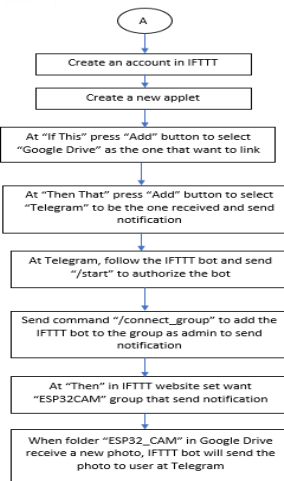 A
Create an account in IFTTT
Create a new applet
At “If This” press “Add” button to select
“Google Drive” as the one that want to link
At “Then That” press “Add” button to select
“Telegram” to be the one received and send
notification
At Telegram, follow the IFTTT bot and send
“/start” to authorize the bot
Send command “/connect_group” to add the
IFTTT bot to the group as admin to send
notification
At “Then” in IFTTT website set want
“ESP32CAM” group that send notification
When folder “ESP32_CAM” in Google Drive
receive a new photo, IFTTT bot will send the
photo to user at Telegram